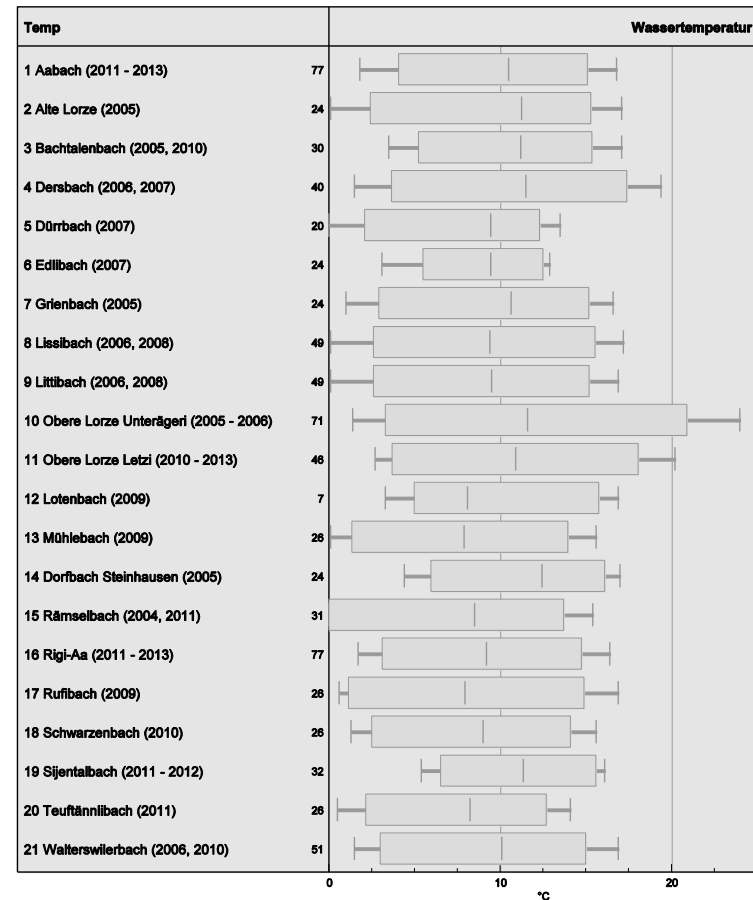 Temp Wassertemperatur
1 Aabach (2011 - 2013) 77
2 Alte Lorze (2005) 24
3 Bachtalenbach (2005, 2010) 30
4 Dersbach (2006, 2007) 40
5 Dürrbach (2007) 20
6 Edlibach (2007) 24
7 Grienbach (2005) 24
8 Lissibach (2006, 2008) 49
9 Littibach (2006, 2008) 49
10 Obere Lorze Unterägeri (2005 - 2006) 71
11 Obere Lorze Letzi (2010 - 2013) 46
12 Lotenbach (2009) 7
13 Mühlebach (2009) 26
14 Dorfbach Steinhausen (2005) 24
15 Rämselbach (2004, 2011) 31
16 Rigi-Aa (2011 - 2013) 77
17 Rufibach (2009) 26
18 Schwarzenbach (2010) 26
19 Sijentalbach (2011 - 2012) 32
20 Teuftännlibach (2011) 26
21 Walterswilerbach (2006, 2010) 51
0 10 20
°C